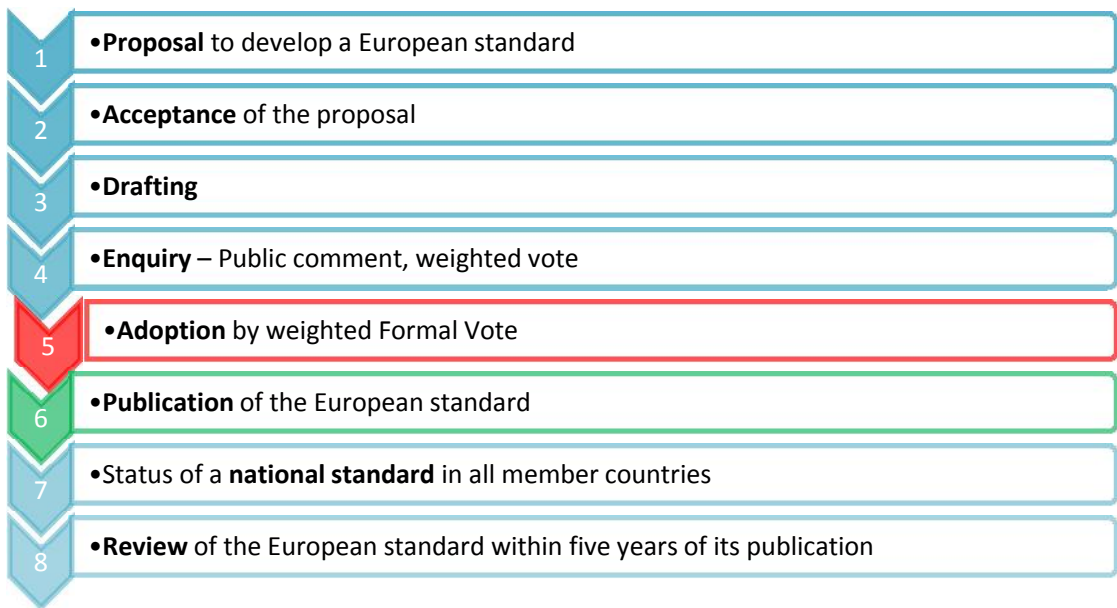 1
•Proposal to develop a European standard
2
•Acceptance of the proposal
3
•Drafting
4
•Enquiry – Public comment, weighted vote
5
•Adoption by weighted Formal Vote
6
•Publication of the European standard
7
•Status of a national standard in all member countries
8
•Review of the European standard within five years of its publication